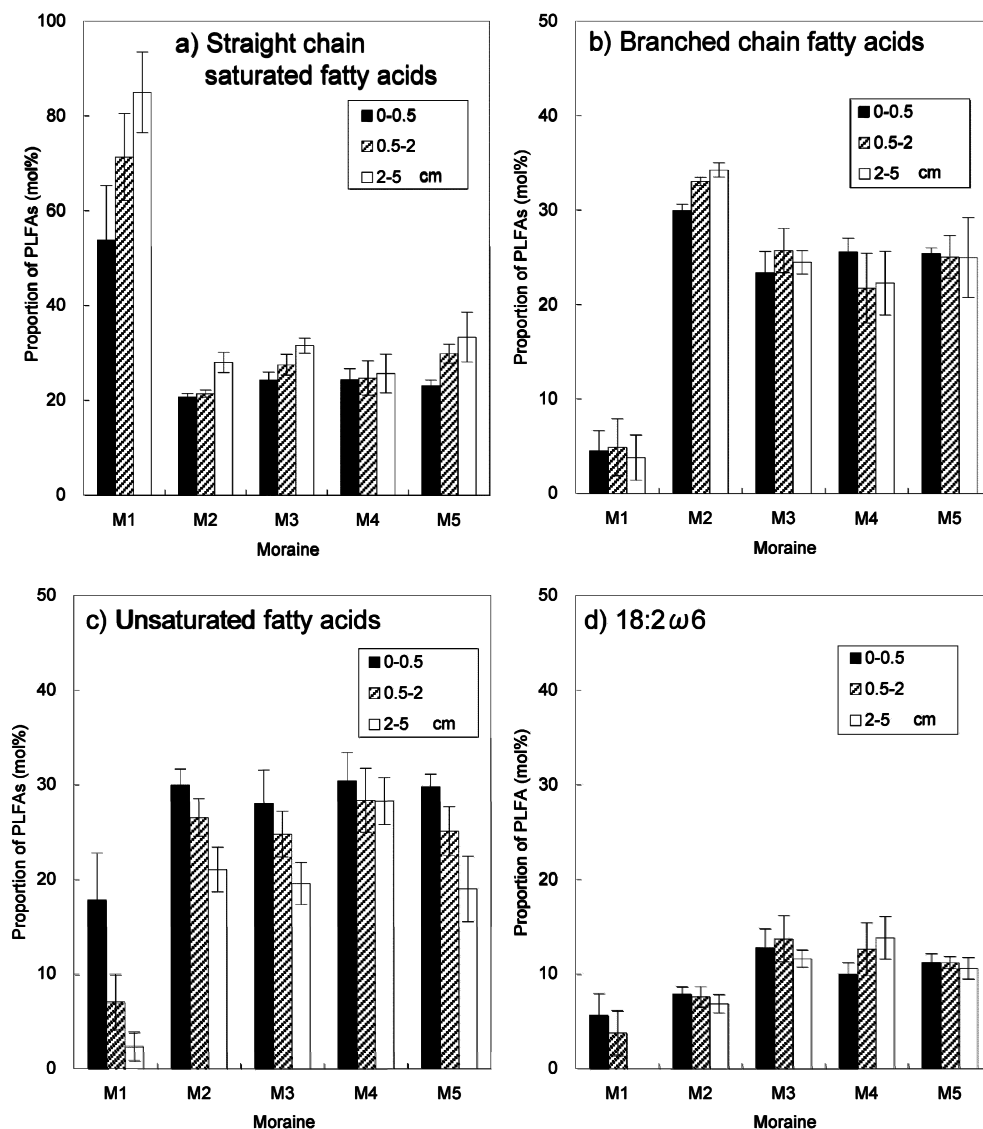 a) Straight chain
saturated fatty acids
0-0.5
0.5-2
2-5 cm
100
80
60
40
20
0
Proportion of PLFAs (mol%)
M1 M2 M3 M4 M5
Moraine
b) Branched chain fatty acids
0-0.5
0.5-2
2-5 cm
50
40
30
20
10
0
Proportion of PLFAs (mol%)
M1 M2 M3 M4 M5
Moraine
c) Unsaturated fatty acids
0-0.5
0.5-2
2-5 cm
50
40
30
20
10
0
Proportion of PLFAs (mol%)
M1 M2 M3 M4 M5
Moraine
d) 18:2ω6
0-0.5
0.5-2
2-5 cm
50
40
30
20
10
0
Proportion of PLFA (mol%)
M1 M2 M3 M4 M5
Moraine